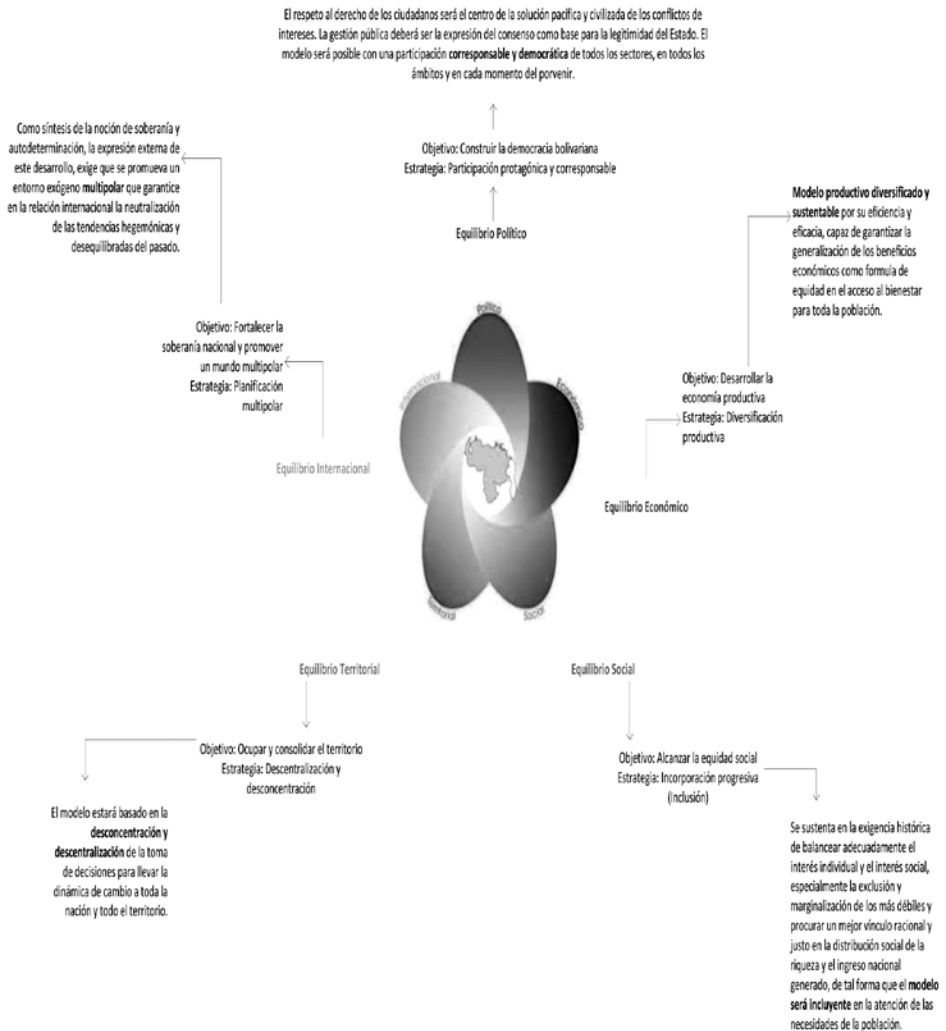 El respeto al derecho de los ciudadanos será el centro de la solución pacífica y civilizada de los conflictos de
intereses. La gestión pública deberá ser la expresión del consenso como base para la legitimidad del Estado. El
modelo será posible con una participación corresponsable y democrática de todos los sectores, en todos los
ámbitos y en cada momento del porvenir.
Objetivo: Construir la democracia bolivariana
Estrategia: Participación protagónica y corresponsable
Equilibrio Político
Como síntesis de la noción de soberanía y
autodeterminación, la expresión externa de
este desarrollo, exige que se promueva un
entorno exógeno multipolar que garantice
en la relación internacional la neutralización
de las tendencias hegemónicas y
desequilibradas del pasado.
Objetivo: Fortalecer la
soberanía nacional y promover
un mundo multipolar
Estrategia: Planificación
multipolar
Equilibrio Internacional
Modelo productivo diversificado y
sustentable por su eficiencia y
eficacia, capaz de garantizar la
generalización de los beneficios
económicos como formula de
equidad en el acceso al bienestar
para toda la población.
Objetivo: Desarrollar la
economía productiva
Estrategia: Diversificación
productiva
Equilibrio Económico
Político
Internacional
Económico
Territorial
Social
Equilibrio Territorial
Objetivo: Ocupar y consolidar el territorio
Estrategia: Descentralización y
desconcentración
El modelo estará basado en la
desconcentración y
descentralización de la toma
de decisiones para llevar la
dinámica de cambio a toda la
nación y todo el territorio.
Equilibrio Social
Objetivo: Alcanzar la equidad social
Estrategia: Incorporación progresiva
(Inclusión)
Se sustenta en la exigencia histórica
de balancear adecuadamente el
interés individual y el interés social,
especialmente la exclusión y
marginalización de los más débiles y
procurar un mejor vínculo racional y
justo en la distribución social de la
riqueza y el ingreso nacional
generado, de tal forma que el modelo
será incluyente en la atención de las
necesidades de la población.